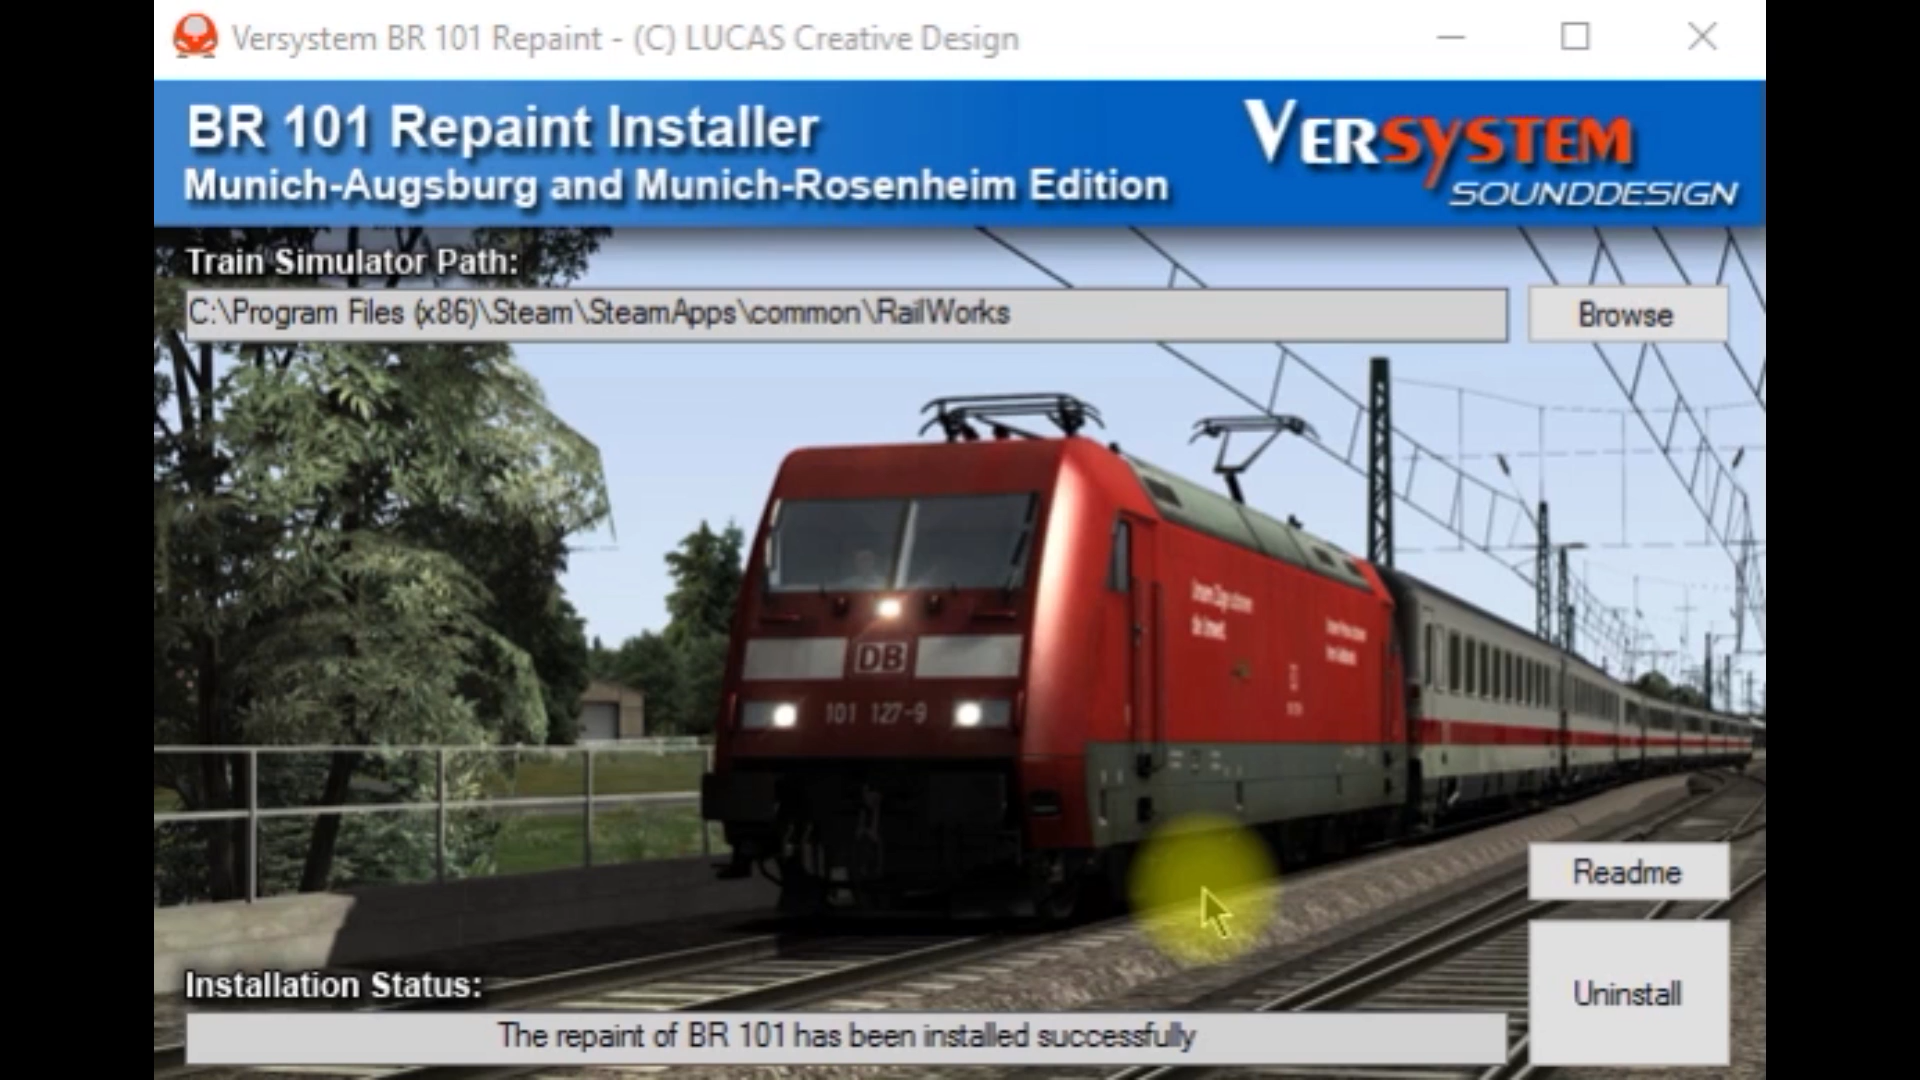 Versystem BR 101 Repaint - (C) LUCAS Creative Design
BR 101 Repaint Installer
Munich-Augsburg and Munich-Rosenheim Edition
VERSYSTEM
SOUNDDESIGN
Train Simulator Path:
C:\Program Files (x86)\Steam\SteamApps\common\RailWorks
Browse
DB
101 127-9
Readme
Installation Status:
Uninstall
The repaint of BR 101 has been installed successfully